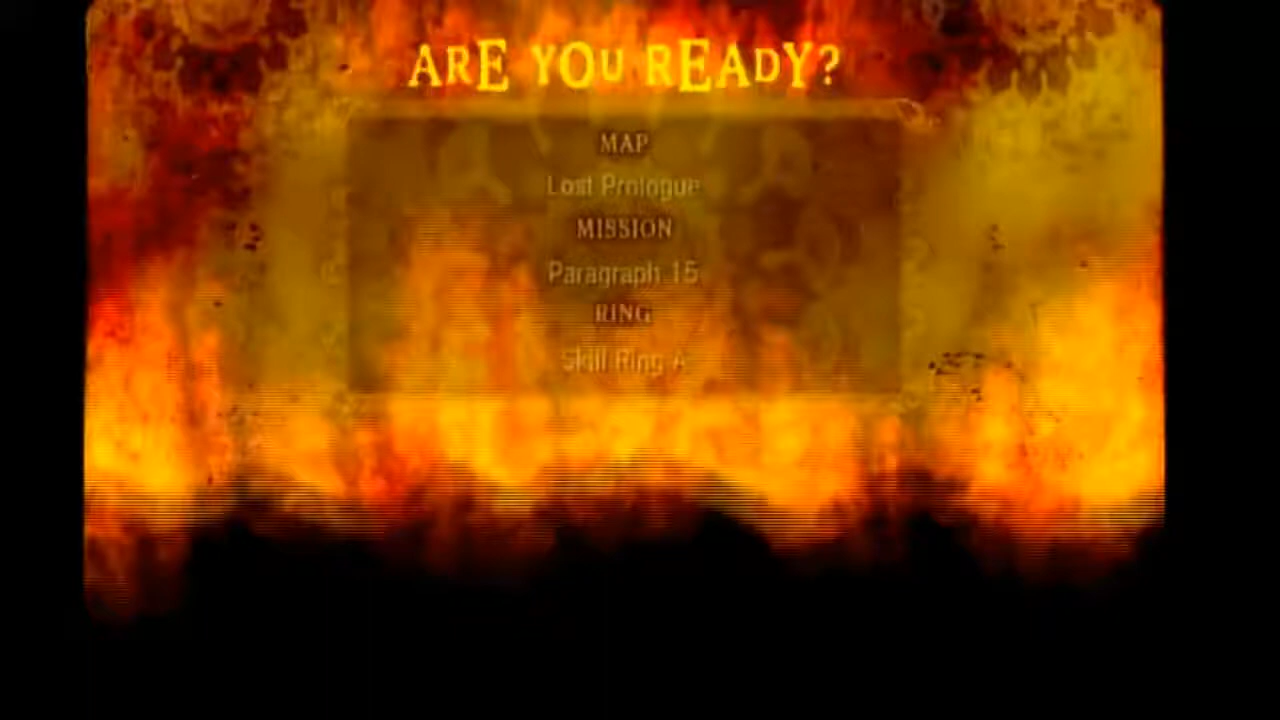 ARE YOU READY?
MAP
Lost Prologue
MISSION
Paragraph 15
RING
Skill Ring A